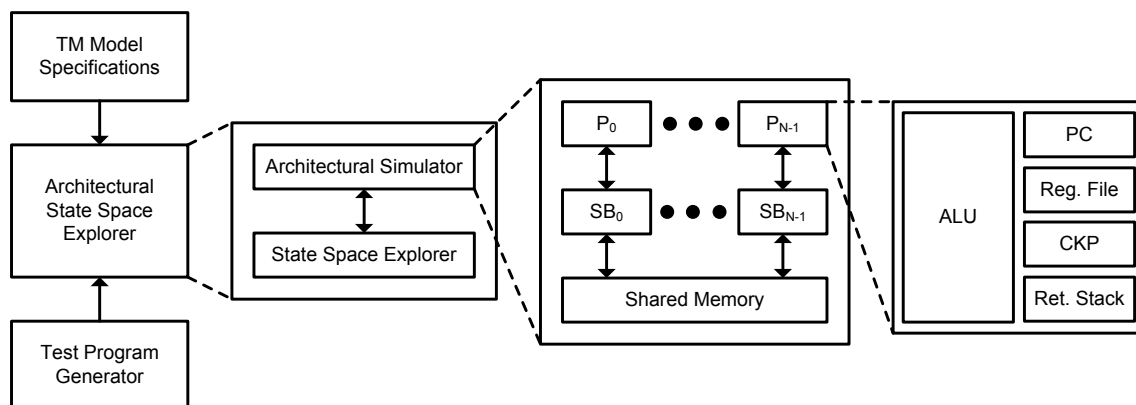 TM Model
Specifications
Architectural
State Space
Explorer
Test Program
Generator
Architectural Simulator
State Space Explorer
P0
PN-1
SB0
SBN-1
Shared Memory
ALU
PC
Reg. File
CKP
Ret. Stack